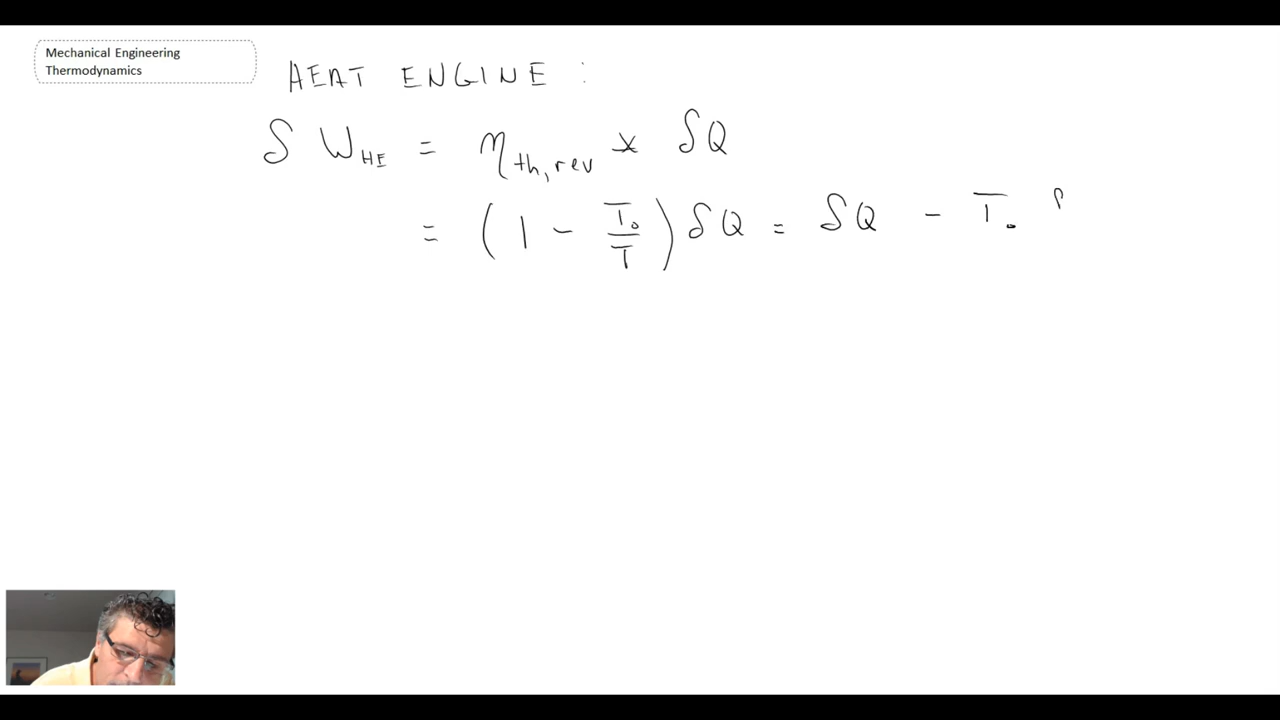 Mechanical Engineering
Thermodynamics
HEAT ENGINE :
δ W_HE = η_th, rev * δQ
= (1 - T₀/T) δQ = δQ - T₀